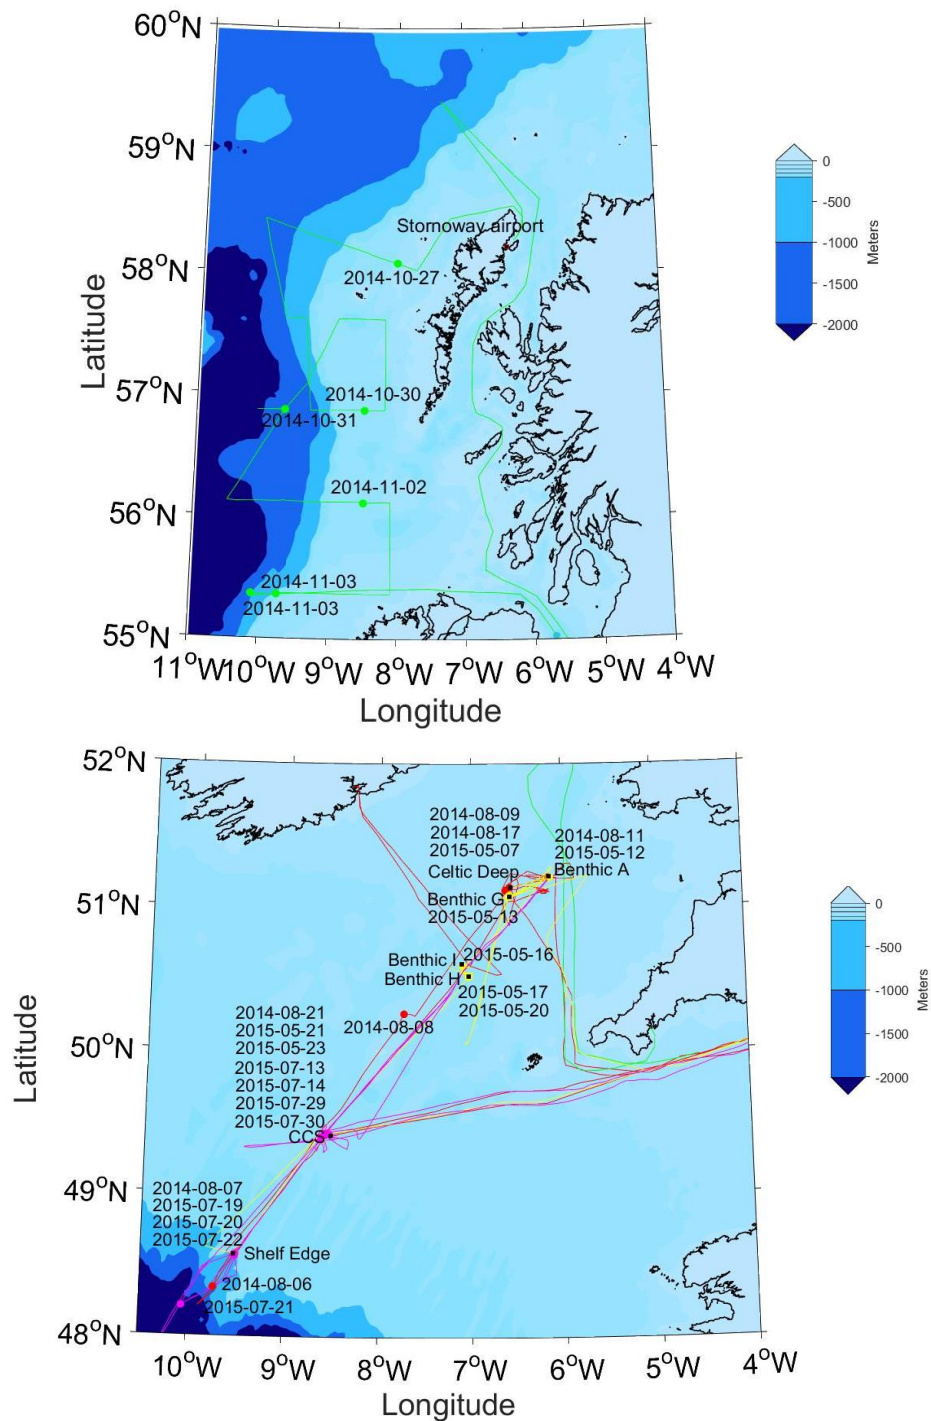 60°N
59°N
58°N
57°N
56°N
55°N
Latitude
Stornoway airport
2014-10-27
2014-10-30
2014-10-31
2014-11-02
2014-11-03
2014-11-03
11°W 10°W 9°W 8°W 7°W 6°W 5°W 4°W
Longitude
0
-500
-1000
-1500
-2000
Meters
52°N
51°N
50°N
49°N
48°N
Latitude
2014-08-09
2014-08-17
2015-05-07
Celtic Deep
2014-08-11
2015-05-12
Benthic A
Benthic G
2015-05-13
Benthic I
2015-05-16
Benthic H
2015-05-17
2015-05-20
2014-08-08
2014-08-21
2015-05-21
2015-05-23
2015-07-13
2015-07-14
2015-07-29
2015-07-30
CCS
2014-08-07
2015-07-19
2015-07-20
2015-07-22
Shelf Edge
2014-08-06
2015-07-21
10°W 9°W 8°W 7°W 6°W 5°W 4°W
Longitude
0
-500
-1000
-1500
-2000
Meters